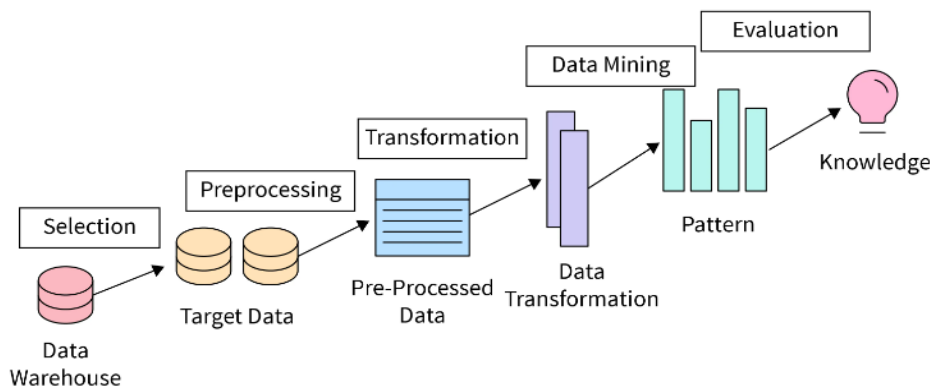 Evaluation
Data Mining
Transformation
Knowledge
Preprocessing
Selection
Pattern
Data
Transformation
Pre-Processed
Data
Target Data
Data
Warehouse